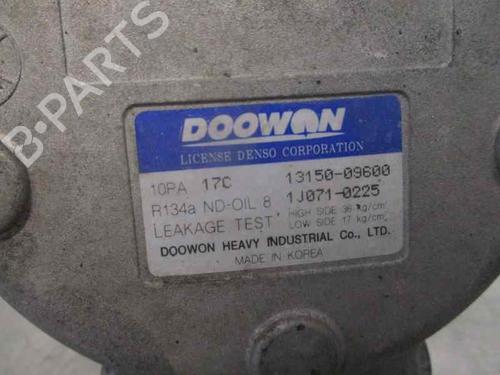 B-PARTS
DOOWON
LICENSE DENSO CORPORATION
10PA 17C 13150-09600
R134a ND-OIL 8 1J071-0225
LEAKAGE TEST HIGH SIDE 36 kg/cm²
LOW SIDE 17 kg/cm²
DOOWON HEAVY INDUSTRIAL Co., LTD.
MADE IN KOREA